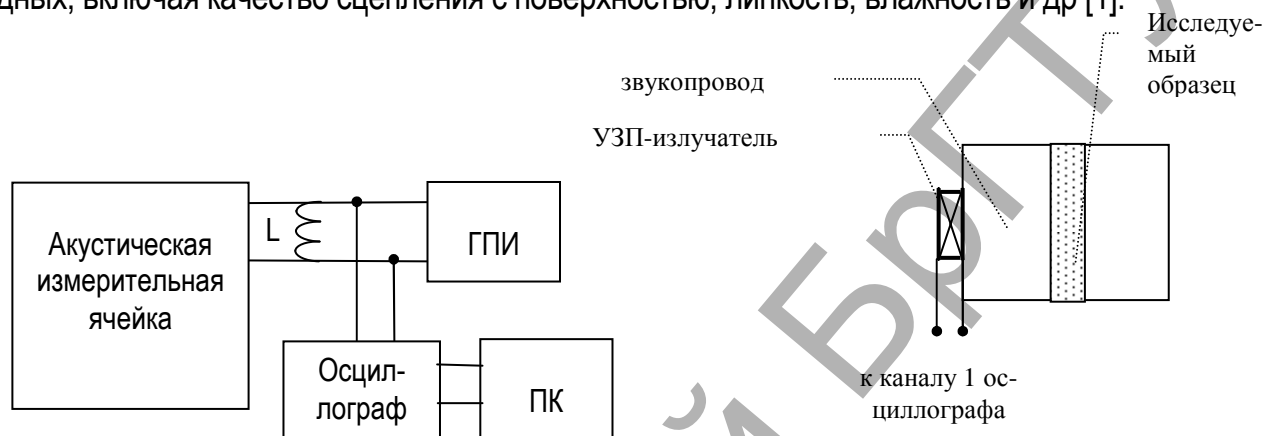 дных, включая качество сцепления с поверхностью, липкость, влажность и др [1].
Исследуе-
мый
образец
звукопровод
УЗП-излучатель
Акустическая
измерительная
ячейка
L
ГПИ
Осцил-
лограф
ПК
к каналу 1 ос-
циллографа
й БрГТУ